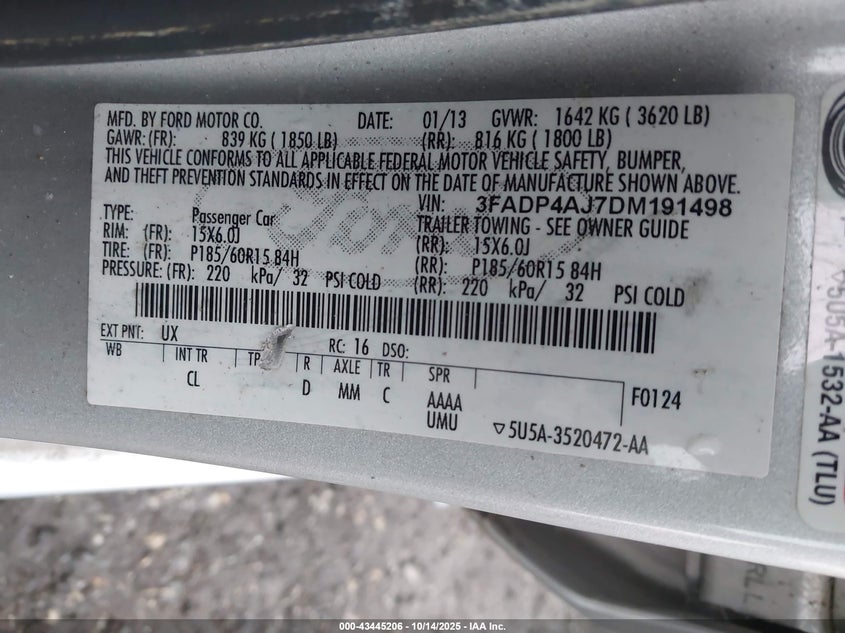 MFD. BY FORD MOTOR CO. DATE: 01/13 GVWR: 1642 KG ( 3620 LB)
GAWR: (FR): 839 KG ( 1850 LB) (RR): 816 KG ( 1800 LB)
THIS VEHICLE CONFORMS TO ALL APPLICABLE FEDERAL MOTOR VEHICLE SAFETY, BUMPER,
AND THEFT PREVENTION STANDARDS IN EFFECT ON THE DATE OF MANUFACTURE SHOWN ABOVE.
VIN: 3FADP4AJ7DM191498
TYPE: Passenger Car TRAILER TOWING - SEE OWNER GUIDE
RIM: (FR): 15X6.0J (RR): 15X6.0J
TIRE: (FR): P185/60R15 84H (RR): P185/60R15 84H
PRESSURE: (FR): 220 kPa/ 32 PSI COLD (RR): 220 kPa/ 32 PSI COLD
EXT PNT: UX RC: 16 DSO:
WB INT TR TP R AXLE TR SPR
CL D MM C AAAA F0124
UMU
▽5U5A-3520472-AA
▽5U5A-1532-AA (TLU)
000-43445206 - 10/14/2025 - IAA Inc.